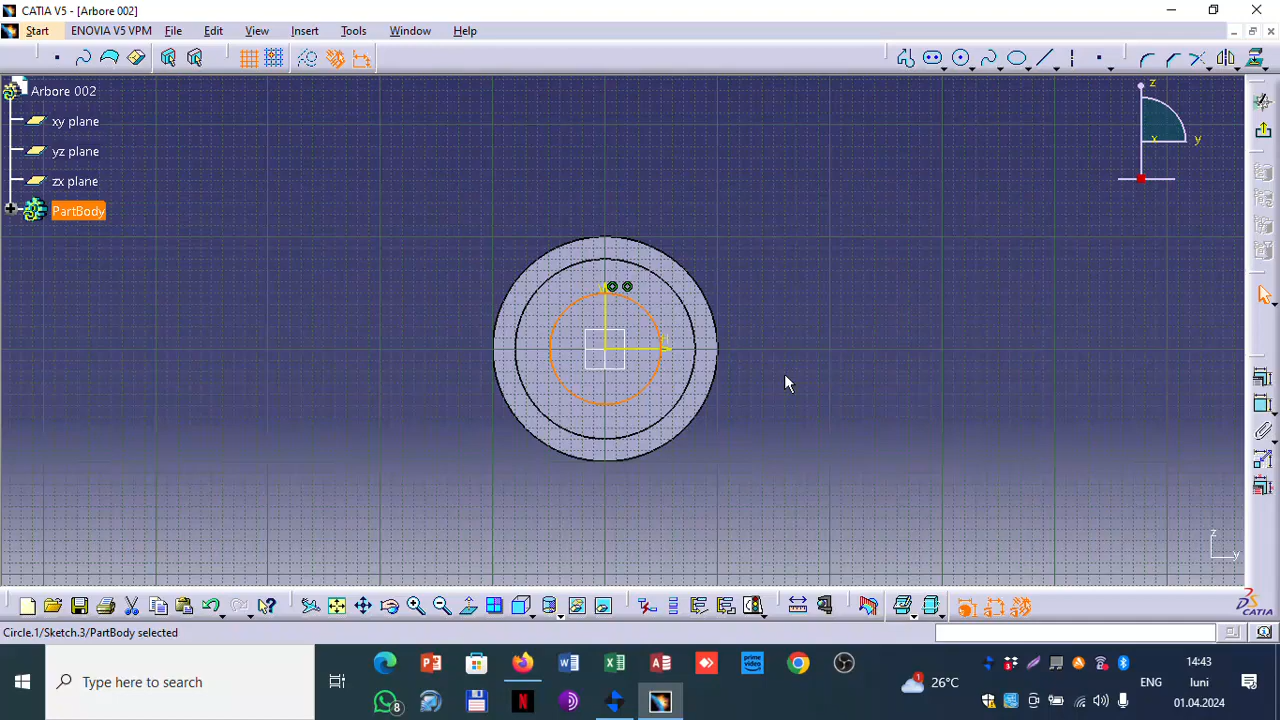 CATIA V5 - [Arbore 002]
Start ENOVIA V5 VPM File Edit View Insert Tools Window Help
Arbore 002
xy plane
yz plane
zx plane
PartBody
z
x
y
V
H
z
y
Circle.1/Sketch.3/PartBody selected
Type here to search
8
26°C
ENG
14:43
luni
01.04.2024